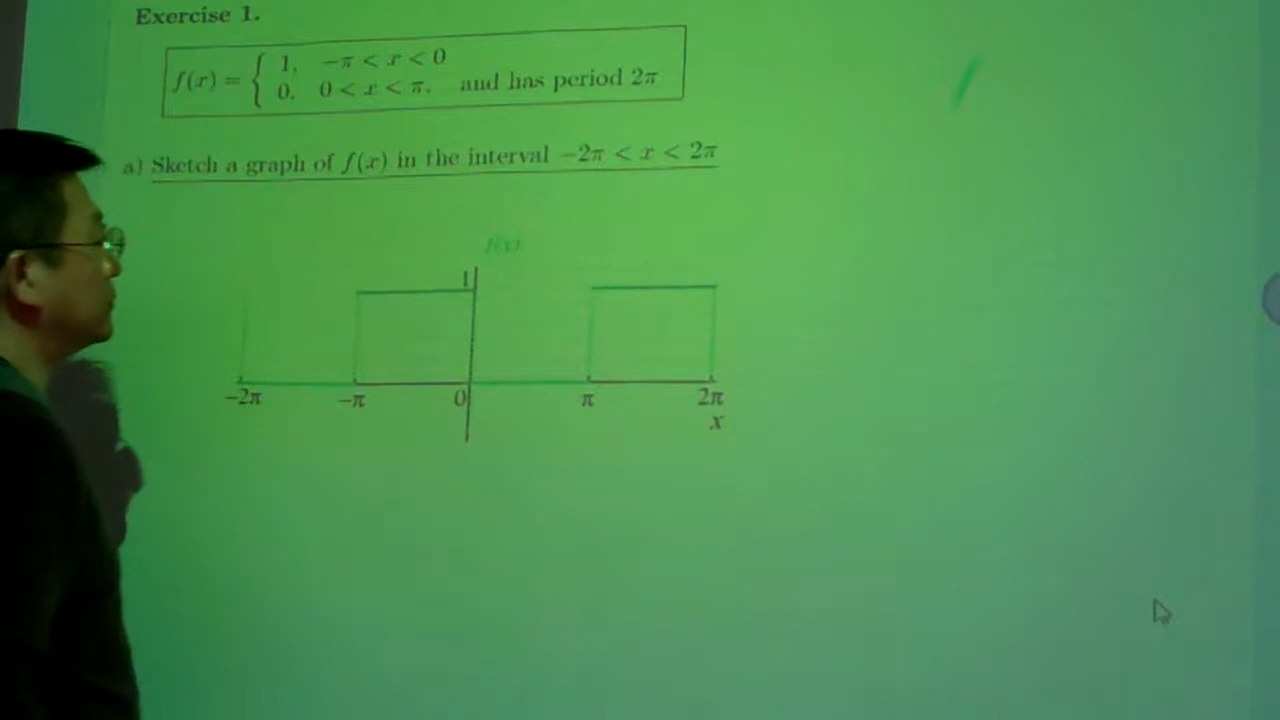 Exercise 1.
f(x) = { 1, −π < x < 0
0, 0 < x < π, and has period 2π
a) Sketch a graph of f(x) in the interval −2π < x < 2π
f(x)
1
−2π −π 0 π 2π
x